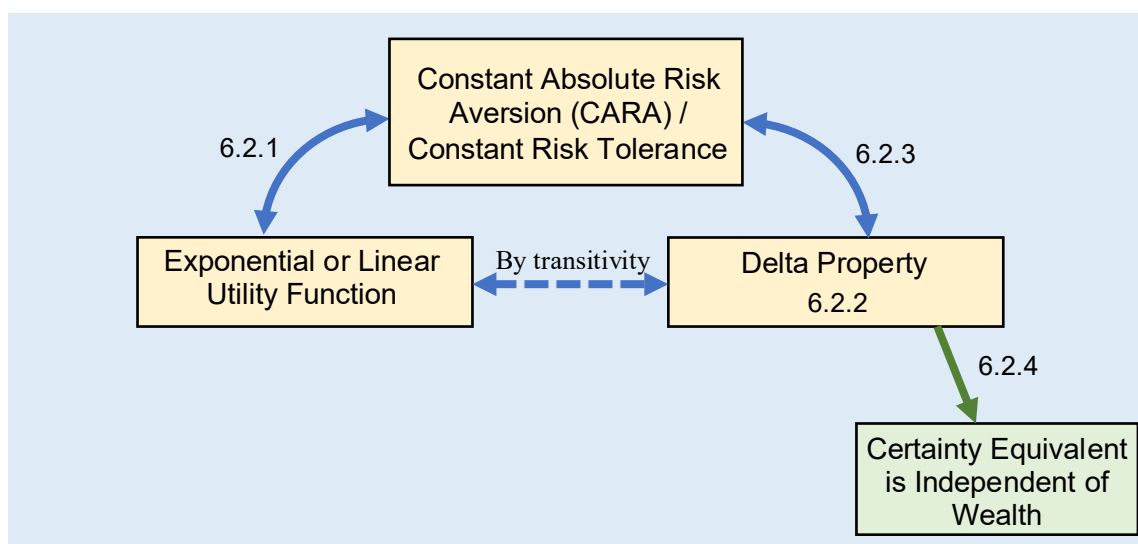 Constant Absolute Risk
Aversion (CARA) /
Constant Risk Tolerance
6.2.1
6.2.3
Exponential or Linear
Utility Function
By transitivity
Delta Property
6.2.2
6.2.4
Certainty Equivalent
is Independent of
Wealth